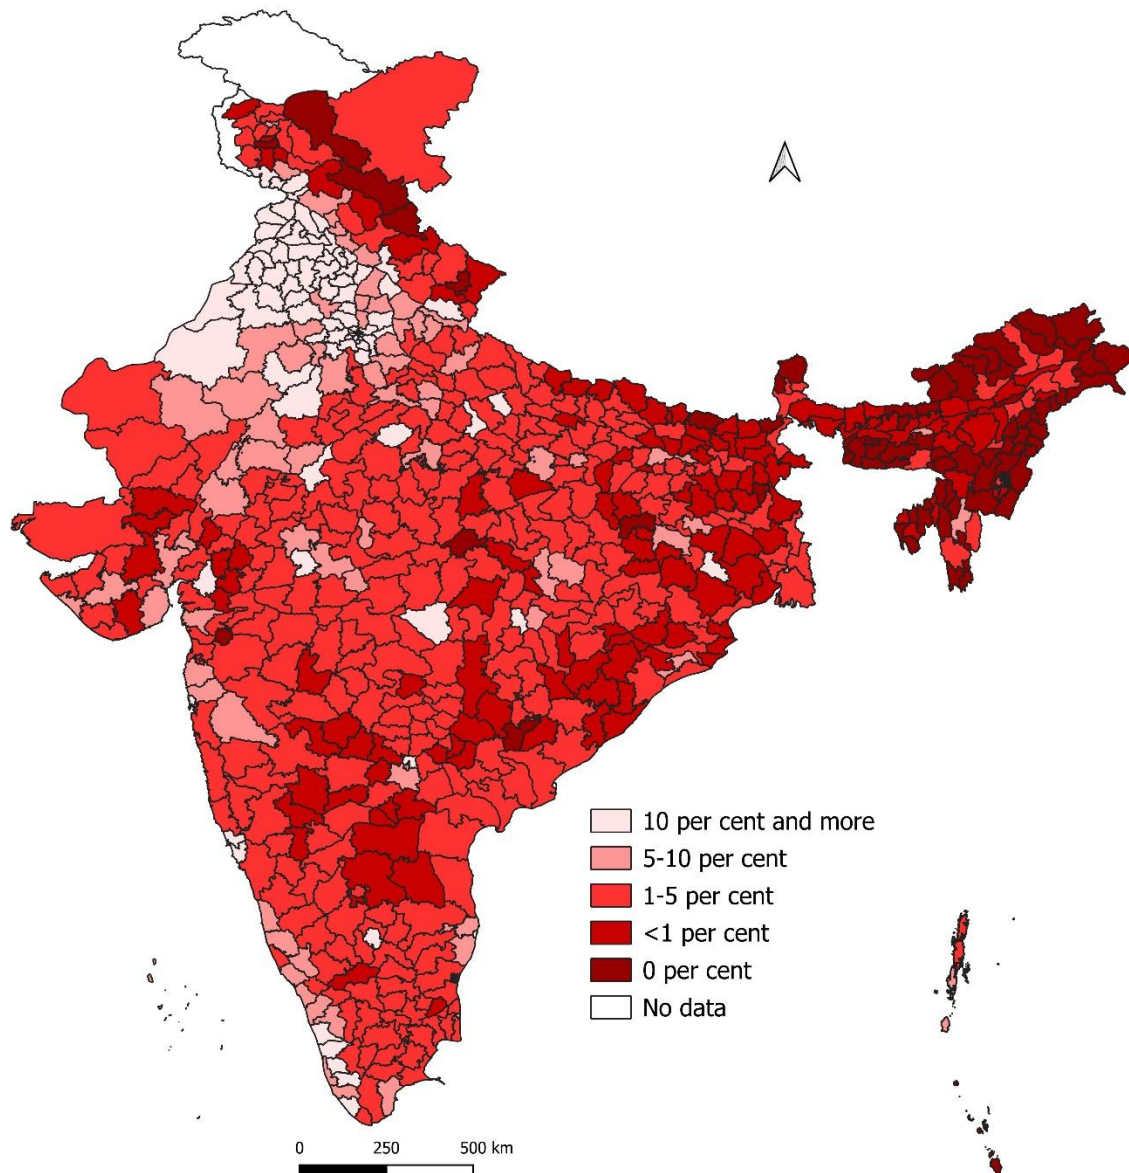 10 per cent and more
5-10 per cent
1-5 per cent
<1 per cent
0 per cent
No data
0 250 500 km